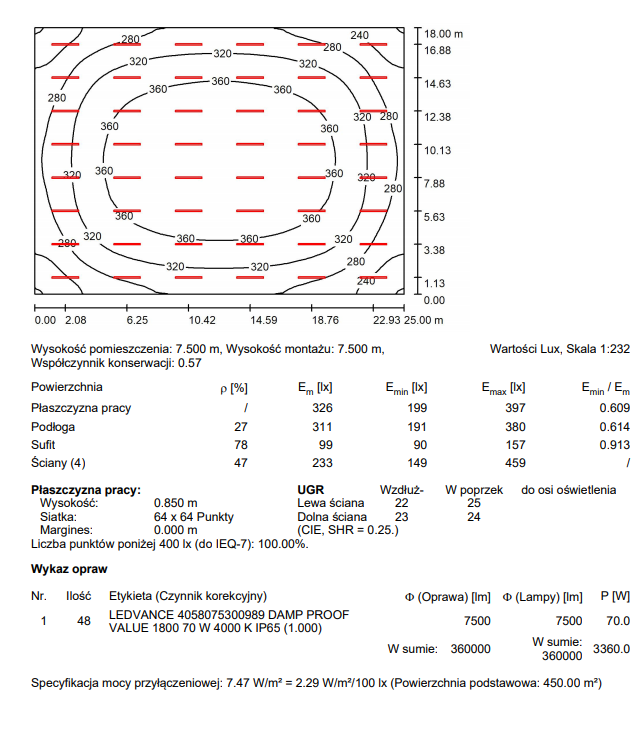 280 240 18.00 m
280 16.88
320 320 320
360 360 360 14.63
280
320 280 12.38
360 360
10.13
320 360 360 320
280 7.88
360 360 5.63
280 320 360 360 320 3.38
320 320 280
240 1.13
0.00
0.00 2.08 6.25 10.42 14.59 18.76 22.93 25.00 m
Wysokość pomieszczenia: 7.500 m, Wysokość montażu: 7.500 m, Wartości Lux, Skala 1:232
Współczynnik konserwacji: 0.57
Powierzchnia ρ [%] Em [lx] Emin [lx] Emax [lx] Emin / Em
Płaszczyzna pracy / 326 199 397 0.609
Podłoga 27 311 191 380 0.614
Sufit 78 99 90 157 0.913
Ściany (4) 47 233 149 459 /
Płaszczyzna pracy: UGR Wzdłuż- W poprzek do osi oświetlenia
Wysokość: 0.850 m Lewa ściana 22 25
Siatka: 64 x 64 Punkty Dolna ściana 23 24
Margines: 0.000 m (CIE, SHR = 0.25.)
Liczba punktów poniżej 400 lx (do IEQ-7): 100.00%.
Wykaz opraw
Nr. Ilość Etykieta (Czynnik korekcyjny) Φ (Oprawa) [lm] Φ (Lampy) [lm] P [W]
1 48 LEDVANCE 4058075300989 DAMP PROOF 7500 7500 70.0
VALUE 1800 70 W 4000 K IP65 (1.000)
W sumie: 360000 W sumie: 360000 3360.0
Specyfikacja mocy przyłączeniowej: 7.47 W/m² = 2.29 W/m²/100 lx (Powierzchnia podstawowa: 450.00 m²)